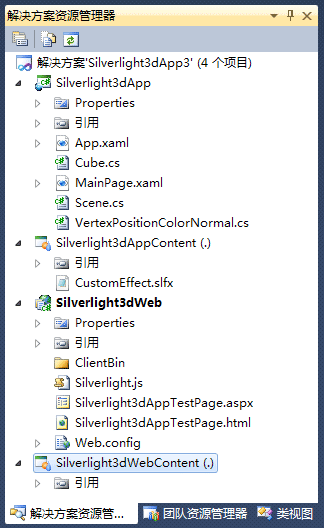 解决方案资源管理器
解决方案'Silverlight3dApp3' (4 个项目)
Silverlight3dApp
Properties
引用
App.xaml
Cube.cs
MainPage.xaml
Scene.cs
VertexPositionColorNormal.cs
Silverlight3dAppContent (.)
引用
CustomEffect.slfx
Silverlight3dWeb
Properties
引用
ClientBin
Silverlight.js
Silverlight3dAppTestPage.aspx
Silverlight3dAppTestPage.html
Web.config
Silverlight3dWebContent (.)
引用
解决方案资源管... 团队资源管理器 类视图